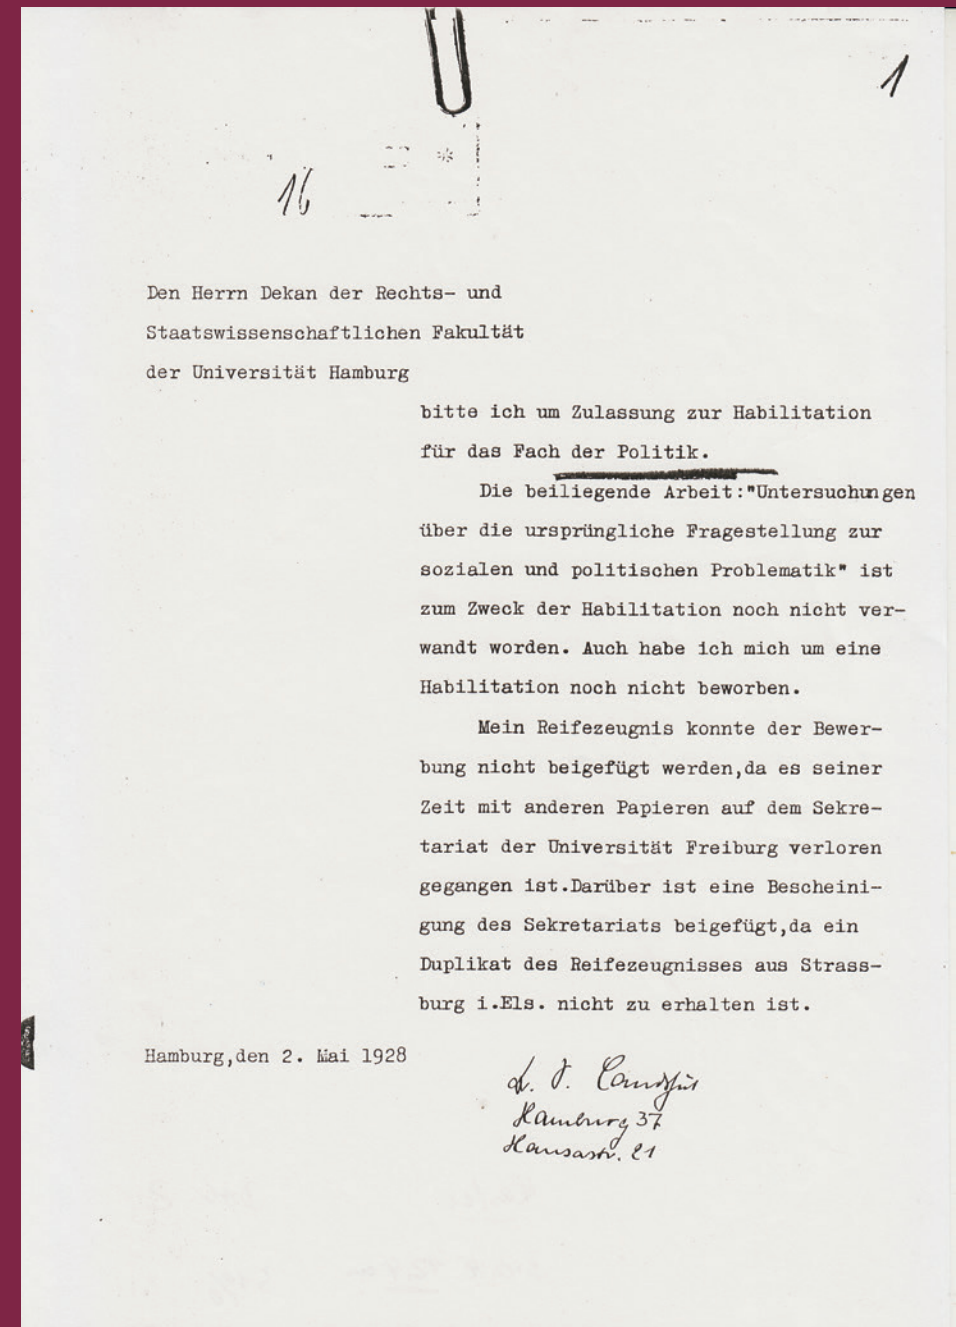 1
16
Den Herrn Dekan der Rechts- und
Staatswissenschaftlichen Fakultät
der Universität Hamburg
bitte ich um Zulassung zur Habilitation
für das Fach der Politik.
Die beiliegende Arbeit:"Untersuchungen
über die ursprüngliche Fragestellung zur
sozialen und politischen Problematik" ist
zum Zweck der Habilitation noch nicht ver-
wandt worden. Auch habe ich mich um eine
Habilitation noch nicht beworben.
Mein Reifezeugnis konnte der Bewer-
bung nicht beigefügt werden,da es seiner
Zeit mit anderen Papieren auf dem Sekre-
tariat der Universität Freiburg verloren
gegangen ist.Darüber ist eine Bescheini-
gung des Sekretariats beigefügt,da ein
Duplikat des Reifezeugnisses aus Strass-
burg i.Els. nicht zu erhalten ist.
Hamburg,den 2. Mai 1928
Hamburg 37
Hansastr. 21